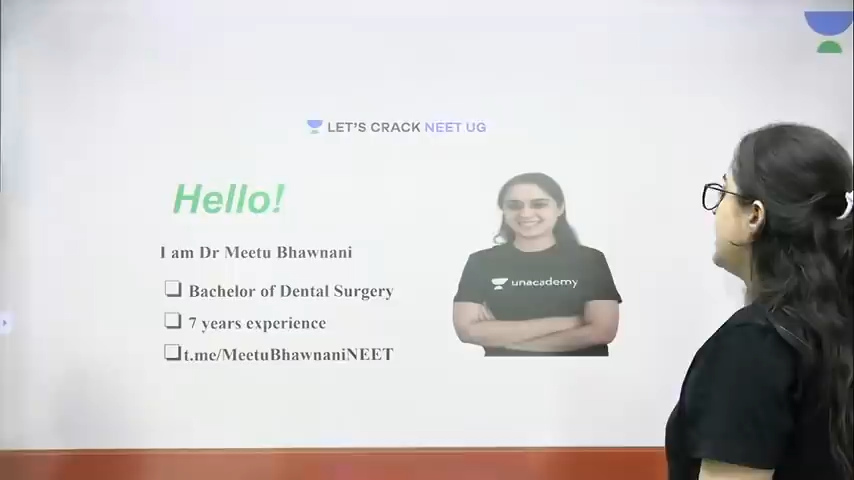 LET'S CRACK NEET UG
Hello!
I am Dr Meetu Bhawnani
Bachelor of Dental Surgery
7 years experience
t.me/MeetuBhawnaniNEET
unacademy